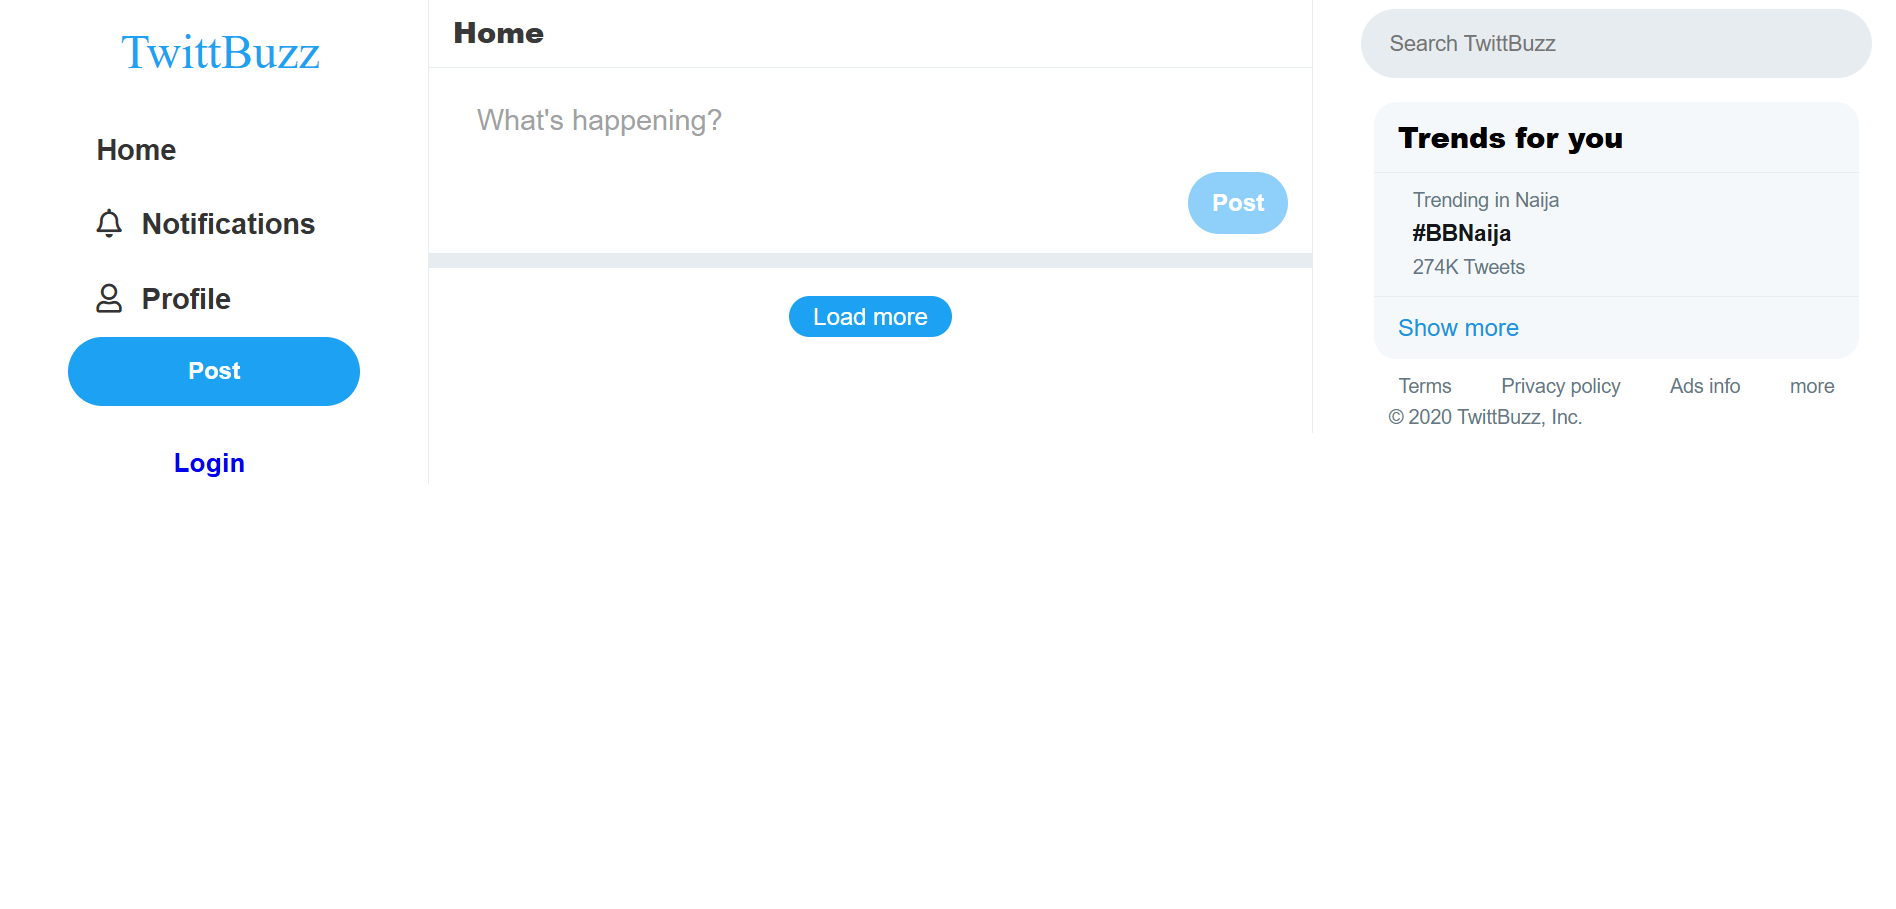 TwittBuzz
Home
Notifications
Profile
Post
Login
Home
What's happening?
Post
Load more
Search TwittBuzz
Trends for you
Trending in Naija
#BBNaija
274K Tweets
Show more
Terms Privacy policy Ads info more
© 2020 TwittBuzz, Inc.